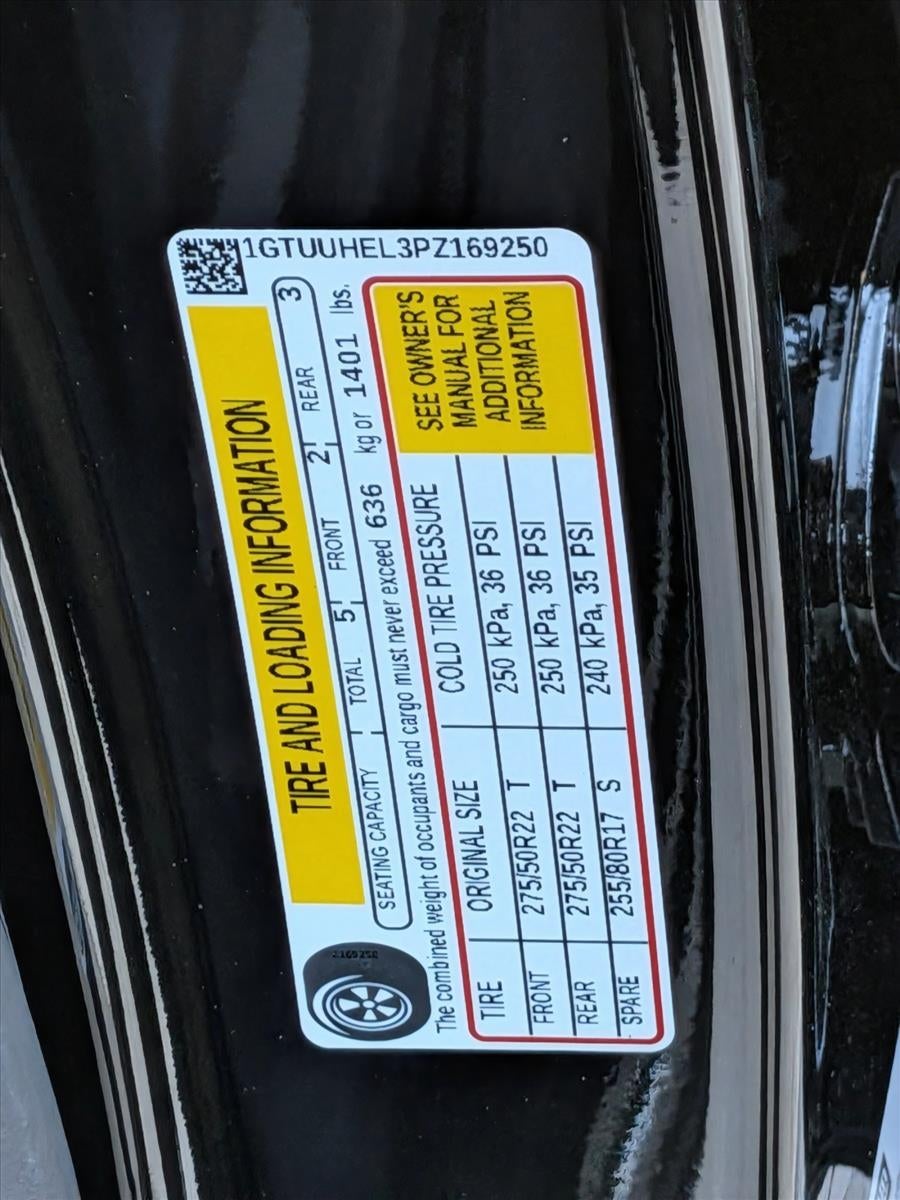 1GTUUHEL3PZ169250
TIRE AND LOADING INFORMATION
SEATING CAPACITY TOTAL 5 FRONT 2 REAR 3
The combined weight of occupants and cargo must never exceed 636 kg or 1401 lbs.
TIRE ORIGINAL SIZE COLD TIRE PRESSURE
FRONT 275/50R22 T 250 kPa, 36 PSI
REAR 275/50R22 T 250 kPa, 36 PSI
SPARE 255/80R17 S 240 kPa, 35 PSI
SEE OWNER'S
MANUAL FOR
ADDITIONAL
INFORMATION